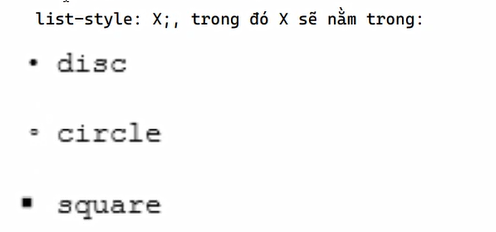 list-style: X;, trong đó X sẽ nằm trong:
• disc
◦ circle
▪ square